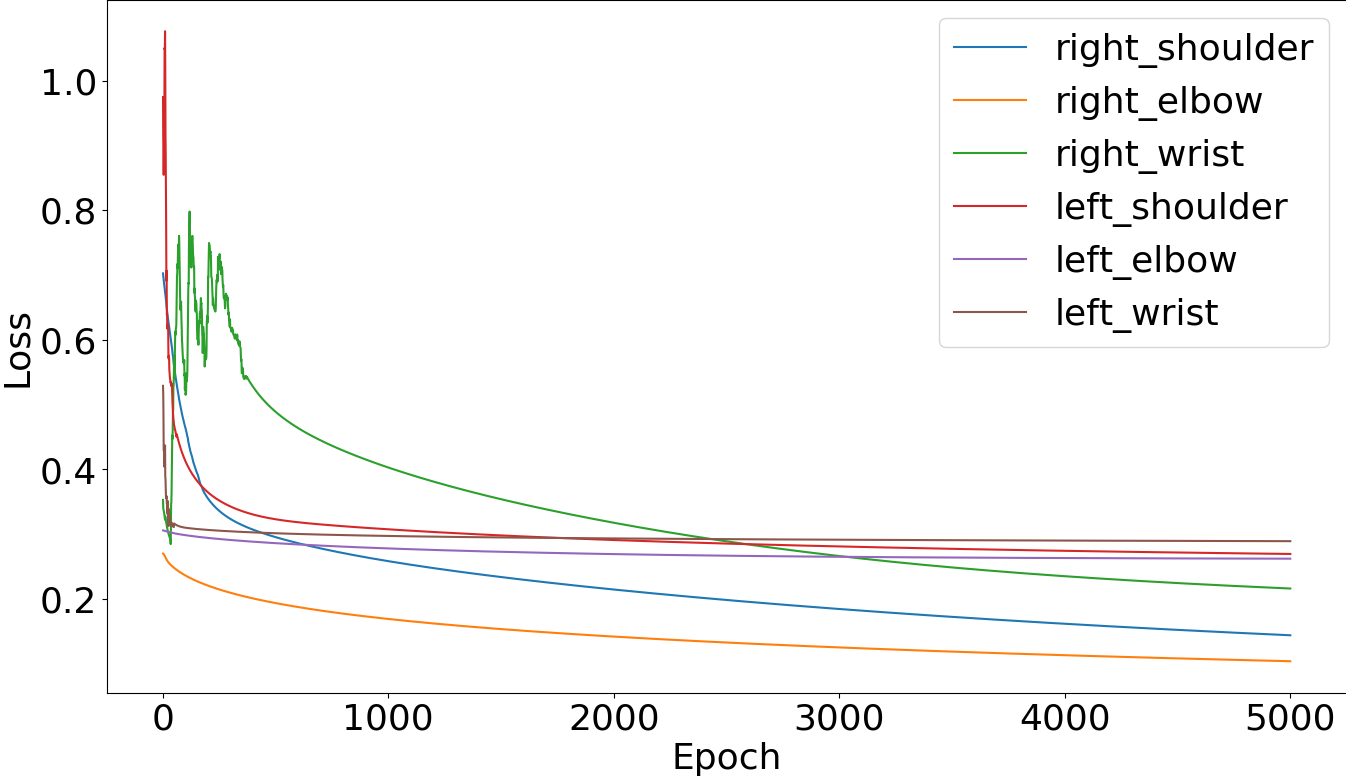 Loss
1.0
0.8
0.6
0.4
0.2
0
1000
2000
3000
4000
5000
Epoch
right_shoulder
right_elbow
right_wrist
left_shoulder
left_elbow
left_wrist